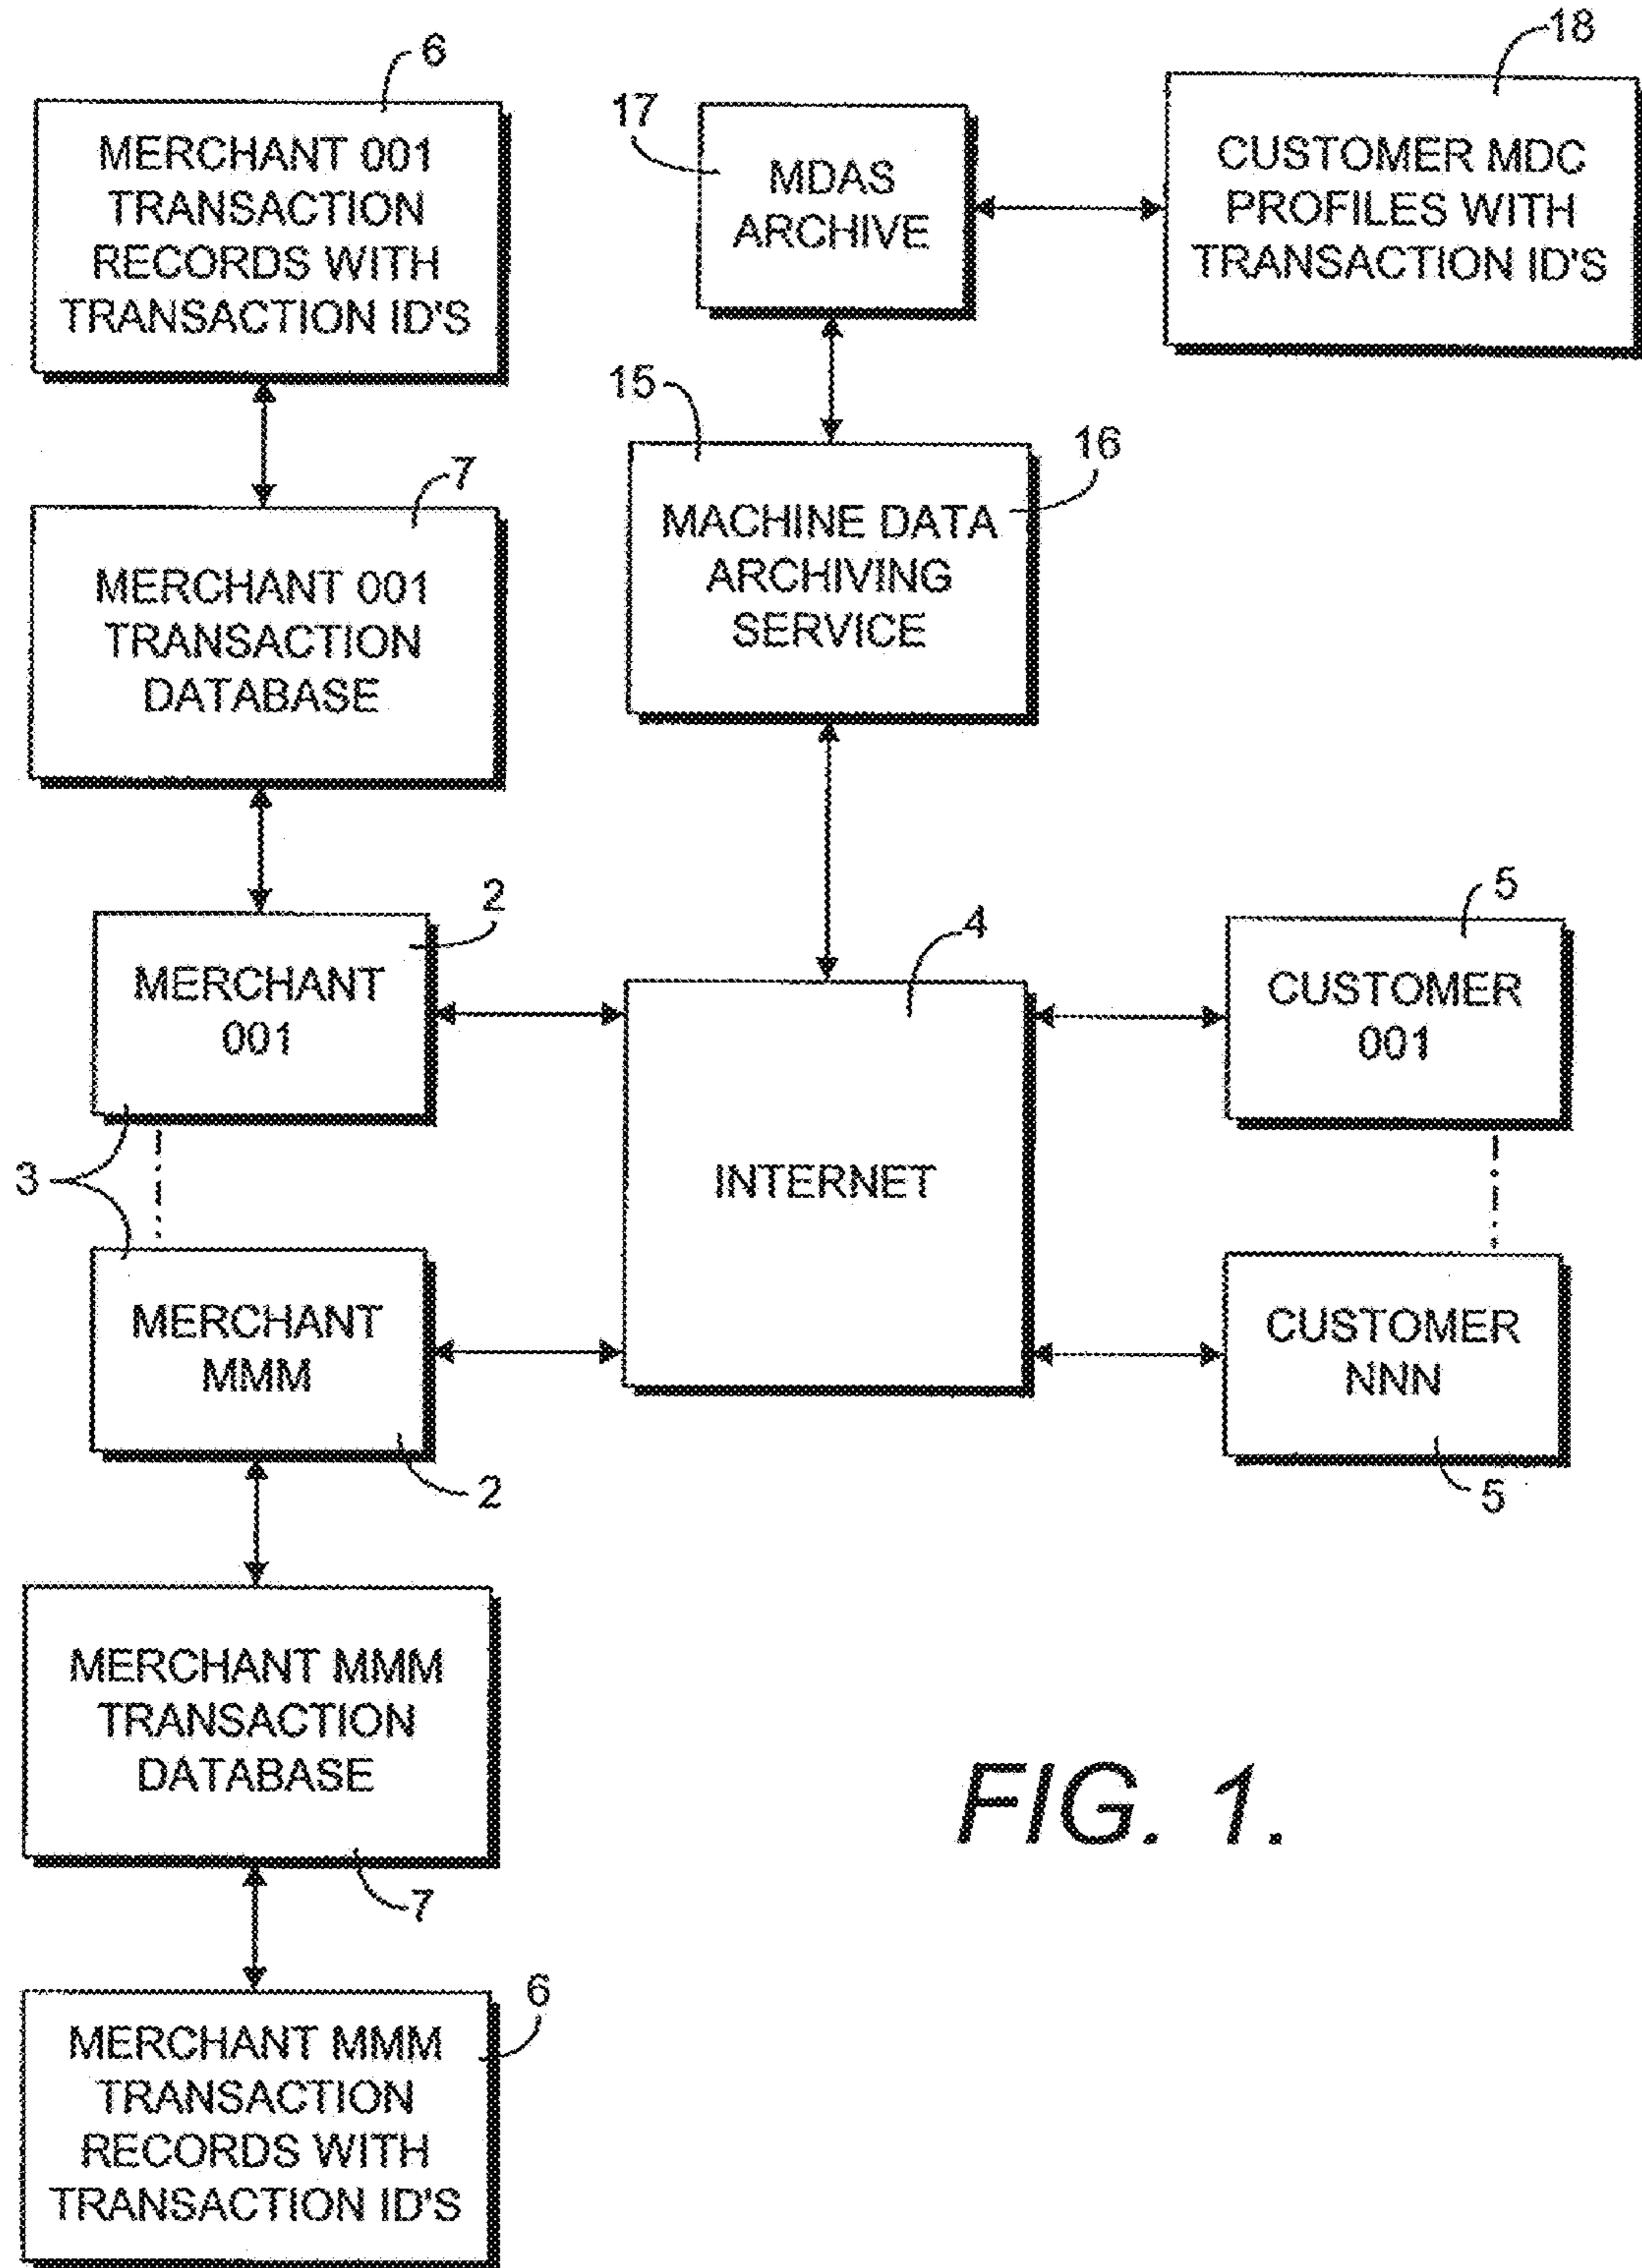 6
MERCHANT 001
TRANSACTION
RECORDS WITH
TRANSACTION ID'S
17
MDAS
ARCHIVE
18
CUSTOMER MDC
PROFILES WITH
TRANSACTION ID'S
7
MERCHANT 001
TRANSACTION
DATABASE
15
16
MACHINE DATA
ARCHIVING
SERVICE
2
MERCHANT
001
4
INTERNET
5
CUSTOMER
001
3
MERCHANT
MMM
2
CUSTOMER
NNN
5
MERCHANT MMM
TRANSACTION
DATABASE
7
6
MERCHANT MMM
TRANSACTION
RECORDS WITH
TRANSACTION ID'S
FIG. 1.